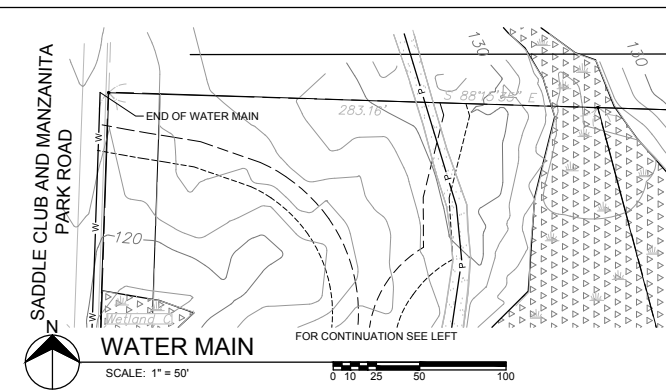 SADDLE CLUB AND MANZANITA
PARK ROAD
130
130
END OF WATER MAIN
283.16'
P
P
P
W
W
W
120
Wetland
N
WATER MAIN
SCALE: 1" = 50'
FOR CONTINUATION SEE LEFT
0 10 25 50 100